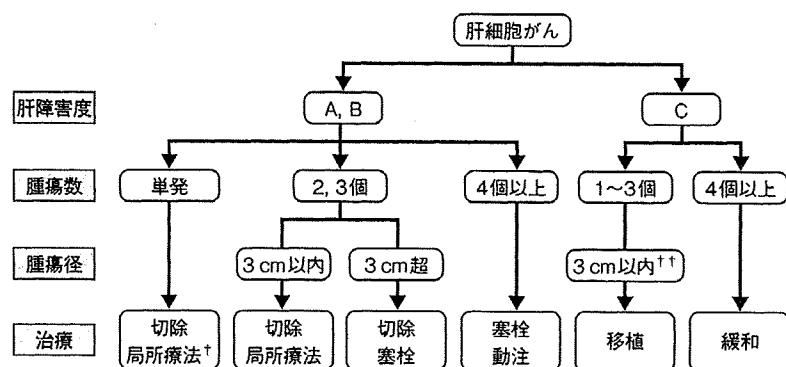 肝細胞がん
肝障害度
A, B
C
腫瘍数
単発
2, 3個
4個以上
1〜3個
4個以上
腫瘍径
3 cm以内
3 cm超
3 cm以内††
治療
切除
局所療法†
切除
局所療法
切除
塞栓
塞栓
動注
移植
緩和